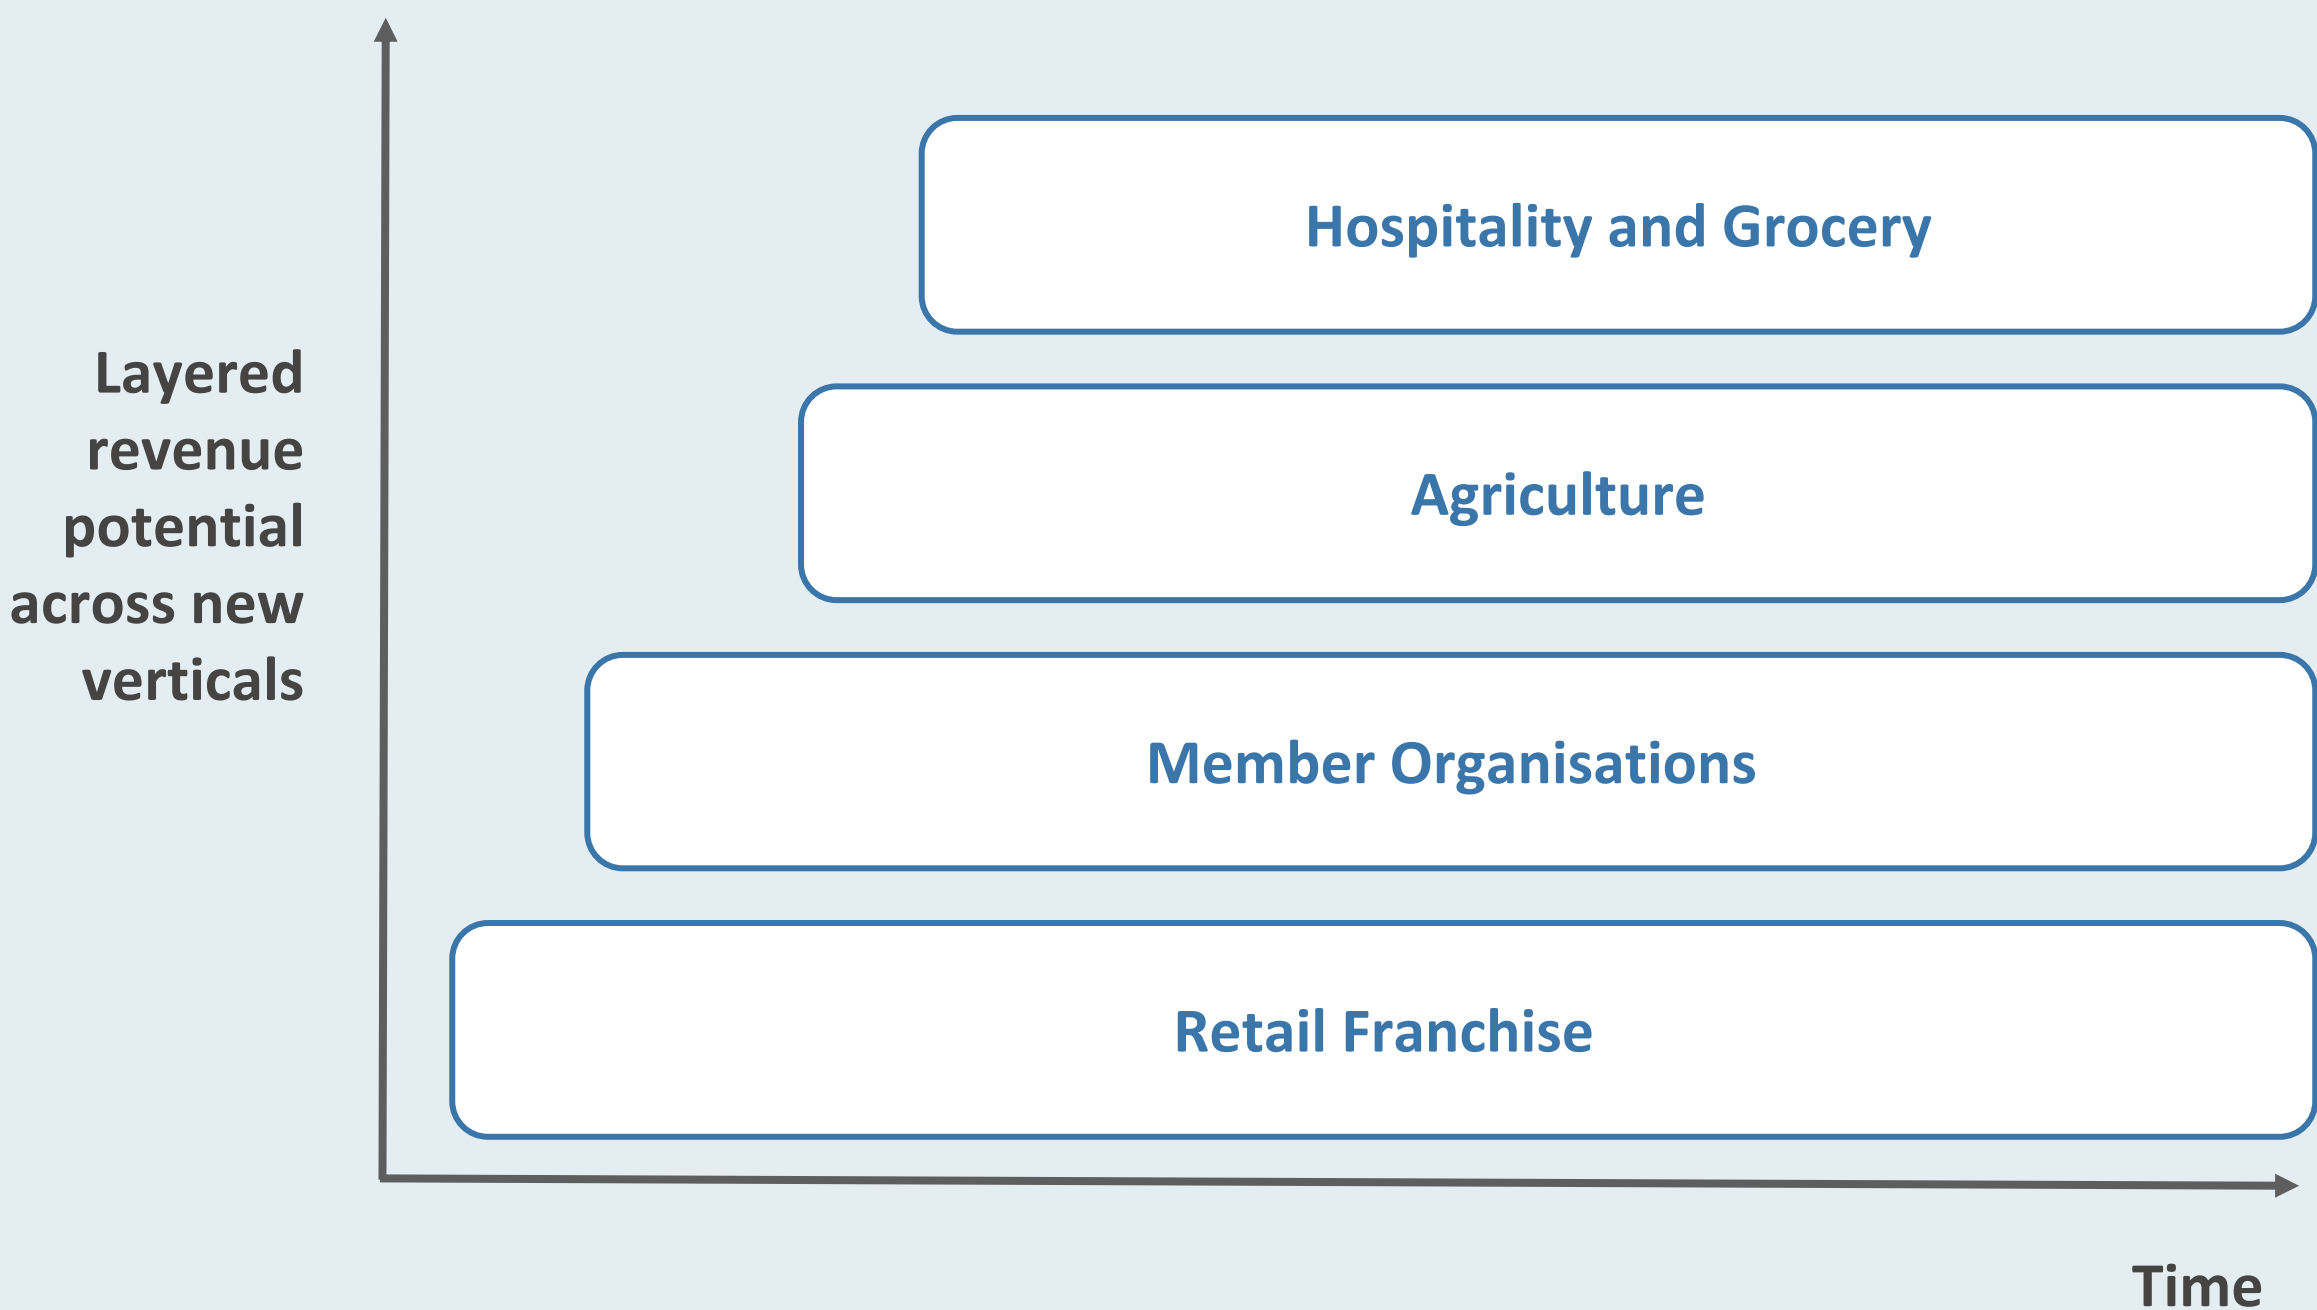 Hospitality and Grocery
Layered
revenue
potential
across new
verticals
Agriculture
Member Organisations
Retail Franchise
Time